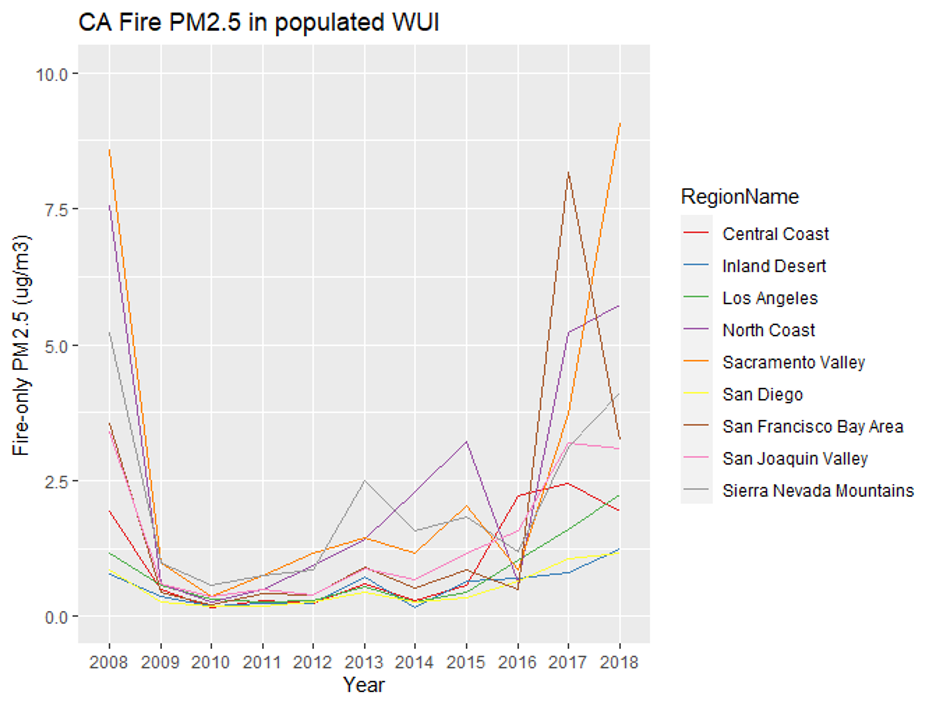 CA Fire PM2.5 in populated WUI
10.0
7.5
5.0
2.5
0.0
Fire-only PM2.5 (ug/m3)
2008 2009 2010 2011 2012 2013 2014 2015 2016 2017 2018
Year
RegionName
Central Coast
Inland Desert
Los Angeles
North Coast
Sacramento Valley
San Diego
San Francisco Bay Area
San Joaquin Valley
Sierra Nevada Mountains